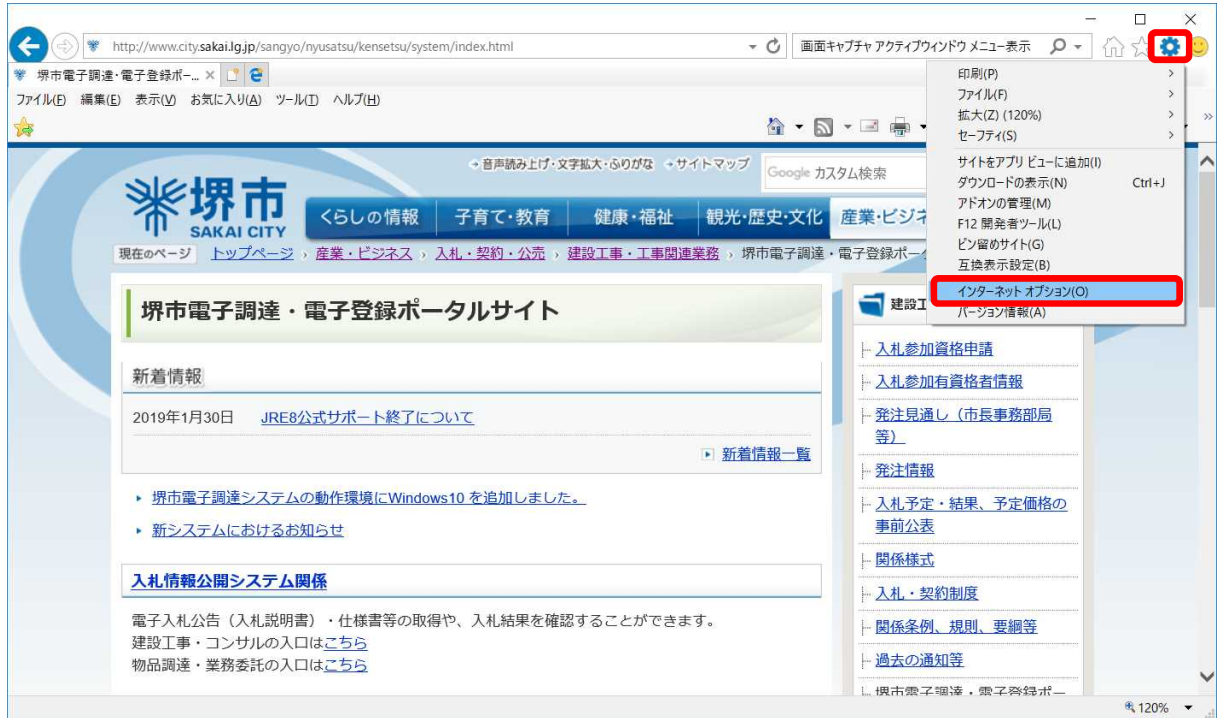 http://www.city.sakai.lg.jp/sangyo/nyusatsu/kensetsu/system/index.html
画面キャプチャ アクティブウィンドウ メニュー表示
堺市電子調達・電子登録ポー...
ファイル(F) 編集(E) 表示(V) お気に入り(A) ツール(T) ヘルプ(H)
印刷(P)
ファイル(F)
拡大(Z) (120%)
セーフティ(S)
サイトをアプリ ビューに追加(I)
ダウンロードの表示(N) Ctrl+J
アドオンの管理(M)
F12 開発者ツール(L)
ピン留めのサイト(G)
互換表示設定(B)
インターネット オプション(O)
バージョン情報(A)
音声読み上げ・文字拡大・ふりがな サイトマップ
Google カスタム検索
堺市
SAKAI CITY
くらしの情報 子育て・教育 健康・福祉 観光・歴史・文化 産業・ビジネ
現在のページ トップページ › 産業・ビジネス › 入札・契約・公売 › 建設工事・工事関連業務 › 堺市電子調達・電子登録ポー
堺市電子調達・電子登録ポータルサイト
新着情報
2019年1月30日 JRE8公式サポート終了について
新着情報一覧
堺市電子調達システムの動作環境にWindows10 を追加しました。
新システムにおけるお知らせ
入札情報公開システム関係
電子入札公告（入札説明書）・仕様書等の取得や、入札結果を確認することができます。
建設工事・コンサルの入口はこちら
物品調達・業務委託の入口はこちら
建設工
入札参加資格申請
入札参加有資格者情報
発注見通し（市長事務部局
等）
発注情報
入札予定・結果、予定価格の
事前公表
関係様式
入札・契約制度
関係条例、規則、要綱等
過去の通知等
堺市電子調達・電子登録ポー
120%